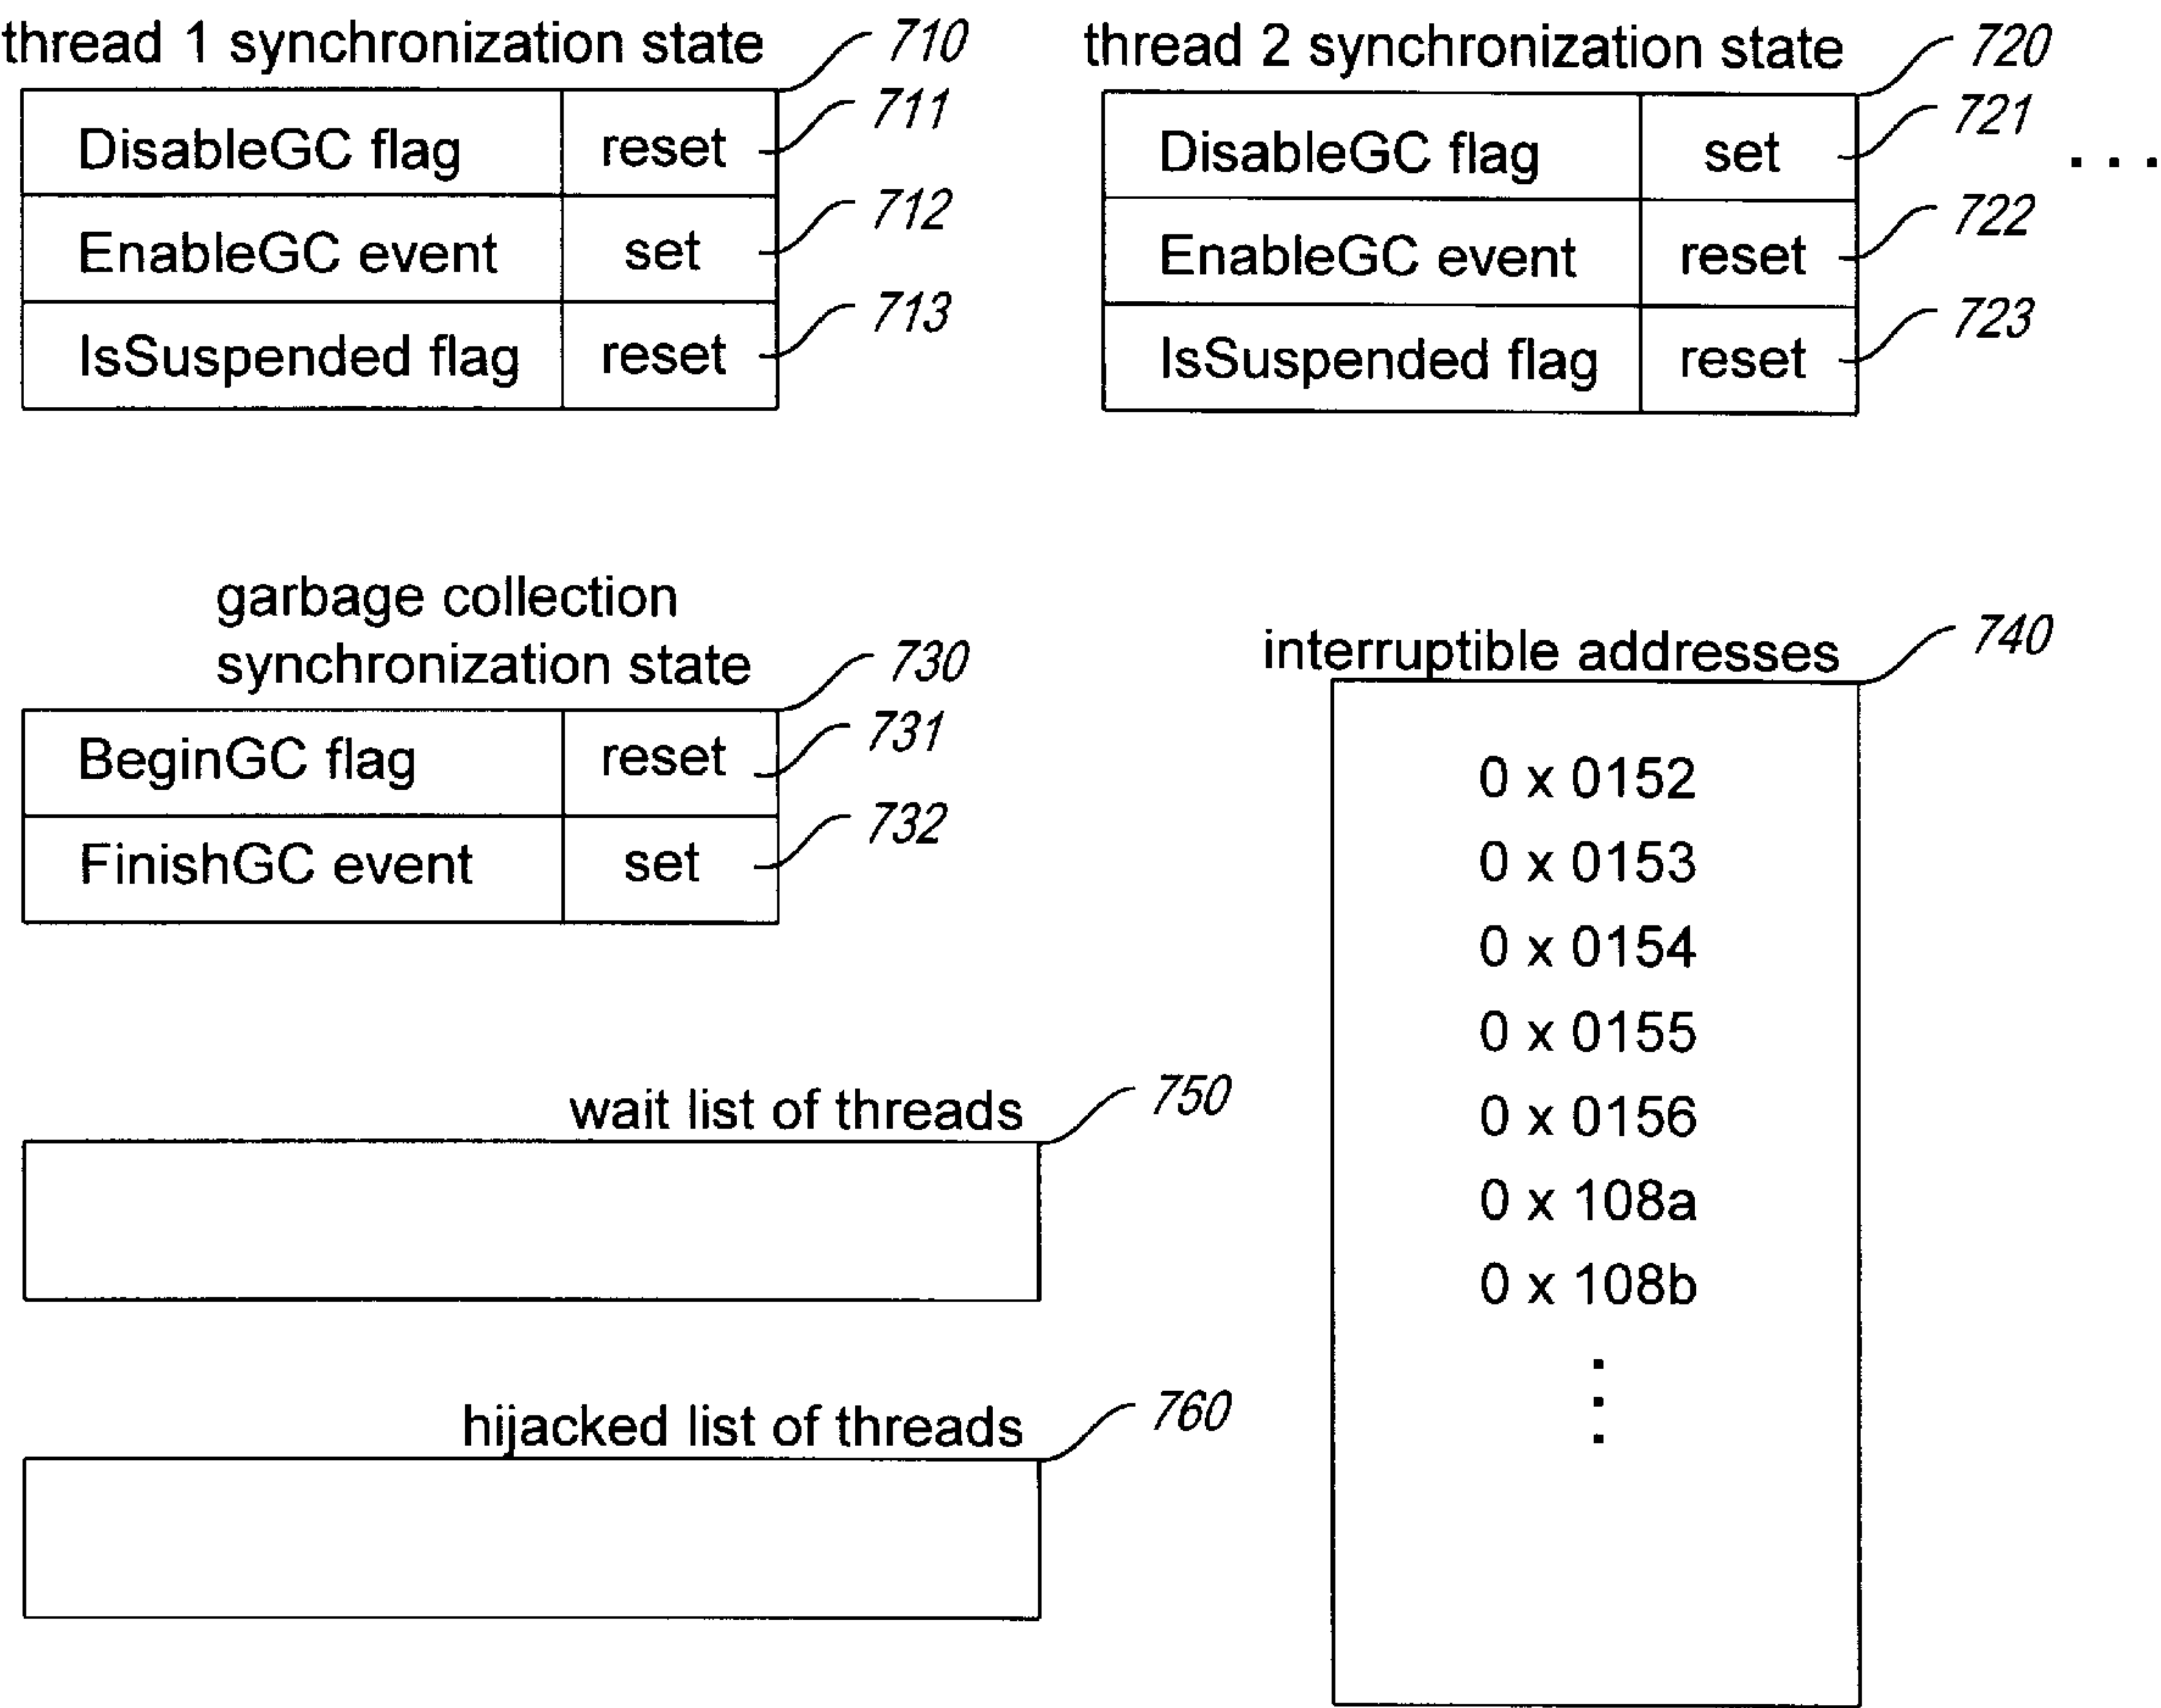 thread 1 synchronization state 710
DisableGC flag reset 711
EnableGC event set 712
IsSuspended flag reset 713
thread 2 synchronization state 720
DisableGC flag set 721
. . .
EnableGC event reset 722
IsSuspended flag reset 723
garbage collection
synchronization state 730
BeginGC flag reset 731
FinishGC event set 732
interruptible addresses 740
0 x 0152
0 x 0153
0 x 0154
0 x 0155
0 x 0156
0 x 108a
0 x 108b
wait list of threads 750
hijacked list of threads 760